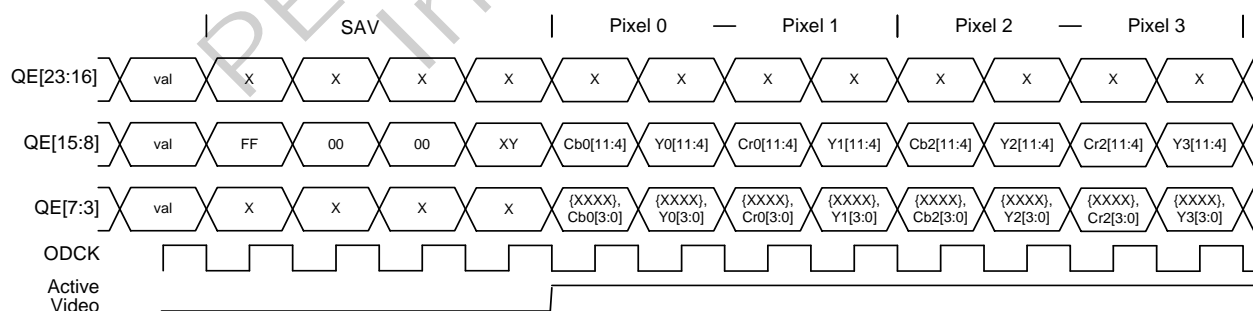 SAV Pixel 0 — Pixel 1 Pixel 2 — Pixel 3
QE[23:16] val X X X X X X X X X X X X
QE[15:8] val FF 00 00 XY Cb0[11:4] Y0[11:4] Cr0[11:4] Y1[11:4] Cb2[11:4] Y2[11:4] Cr2[11:4] Y3[11:4]
QE[7:3] val X X X X {XXXX}, {XXXX}, {XXXX}, {XXXX}, {XXXX}, {XXXX}, {XXXX}, {XXXX},
Cb0[3:0] Y0[3:0] Cr0[3:0] Y1[3:0] Cb2[3:0] Y2[3:0] Cr2[3:0] Y3[3:0]
ODCK
Active
Video